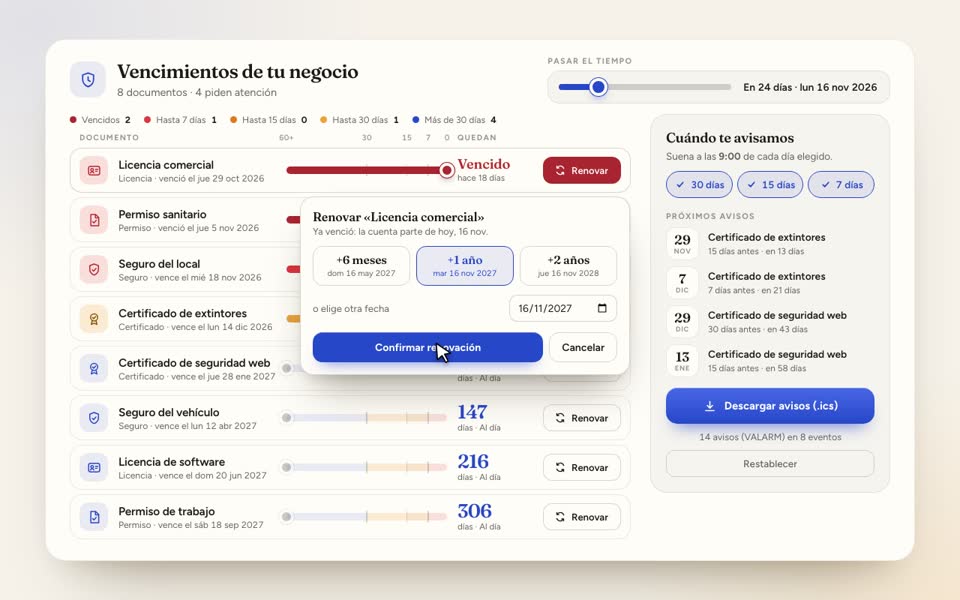 Vencimientos de tu negocio
8 documentos · 4 piden atención
PASAR EL TIEMPO
En 24 días · lun 16 nov 2026
Vencidos 2
Hasta 7 días 1
Hasta 15 días 0
Hasta 30 días 1
Más de 30 días 4
DOCUMENTO
60+
30
15
7
0
QUEDAN
Licencia comercial
Licencia · venció el jue 29 oct 2026
Vencido
hace 18 días
Renovar
Permiso sanitario
Permiso · venció el jue 5 nov 2026
Seguro del local
Seguro · vence el mié 18 nov 2026
Certificado de extintores
Certificado · vence el lun 14 dic 2026
Certificado de seguridad web
Certificado · vence el jue 28 ene 2027
días · Al día
Seguro del vehículo
Seguro · vence el lun 12 abr 2027
147
días · Al día
Renovar
Licencia de software
Licencia · vence el dom 20 jun 2027
216
días · Al día
Renovar
Permiso de trabajo
Permiso · vence el sáb 18 sep 2027
306
días · Al día
Renovar
Renovar «Licencia comercial»
Ya venció: la cuenta parte de hoy, 16 nov.
+6 meses
dom 16 may 2027
+1 año
mar 16 nov 2027
+2 años
jue 16 nov 2028
o elige otra fecha
16/11/2027
Confirmar renovación
Cancelar
Cuándo te avisamos
Suena a las 9:00 de cada día elegido.
30 días
15 días
7 días
PRÓXIMOS AVISOS
29 NOV
Certificado de extintores
15 días antes · en 13 días
7 DIC
Certificado de extintores
7 días antes · en 21 días
29 DIC
Certificado de seguridad web
30 días antes · en 43 días
13 ENE
Certificado de seguridad web
15 días antes · en 58 días
Descargar avisos (.ics)
14 avisos (VALARM) en 8 eventos
Restablecer